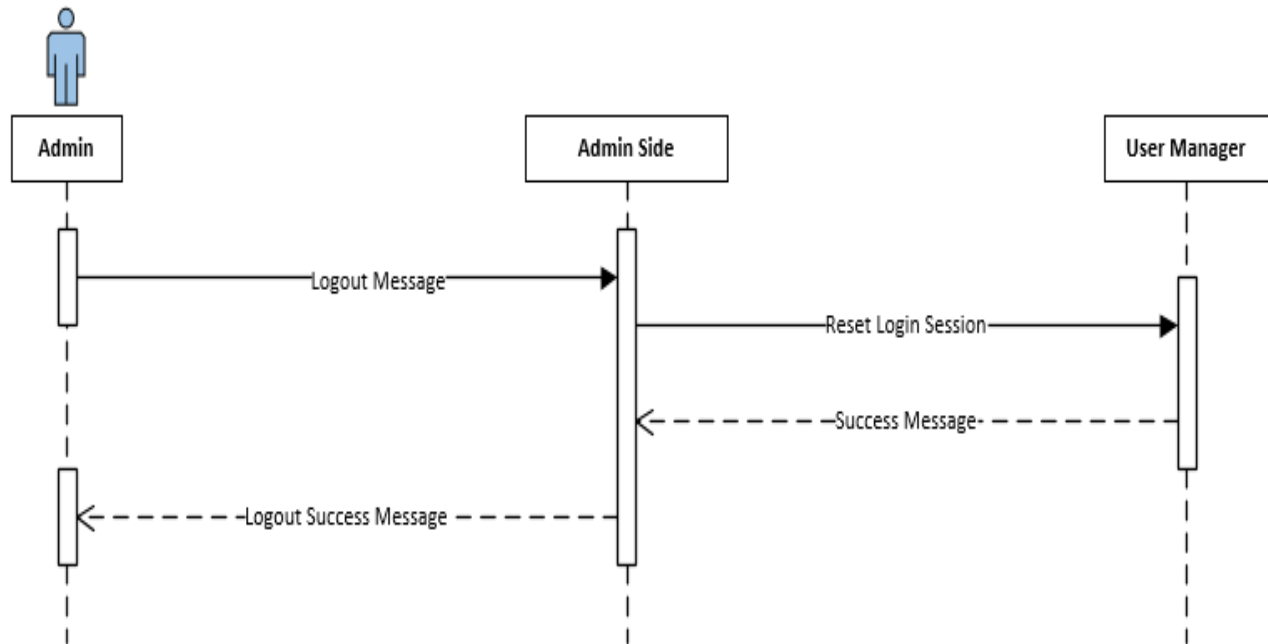 Admin
Admin Side
User Manager
Logout Message
Reset Login Session
Success Message
Logout Success Message